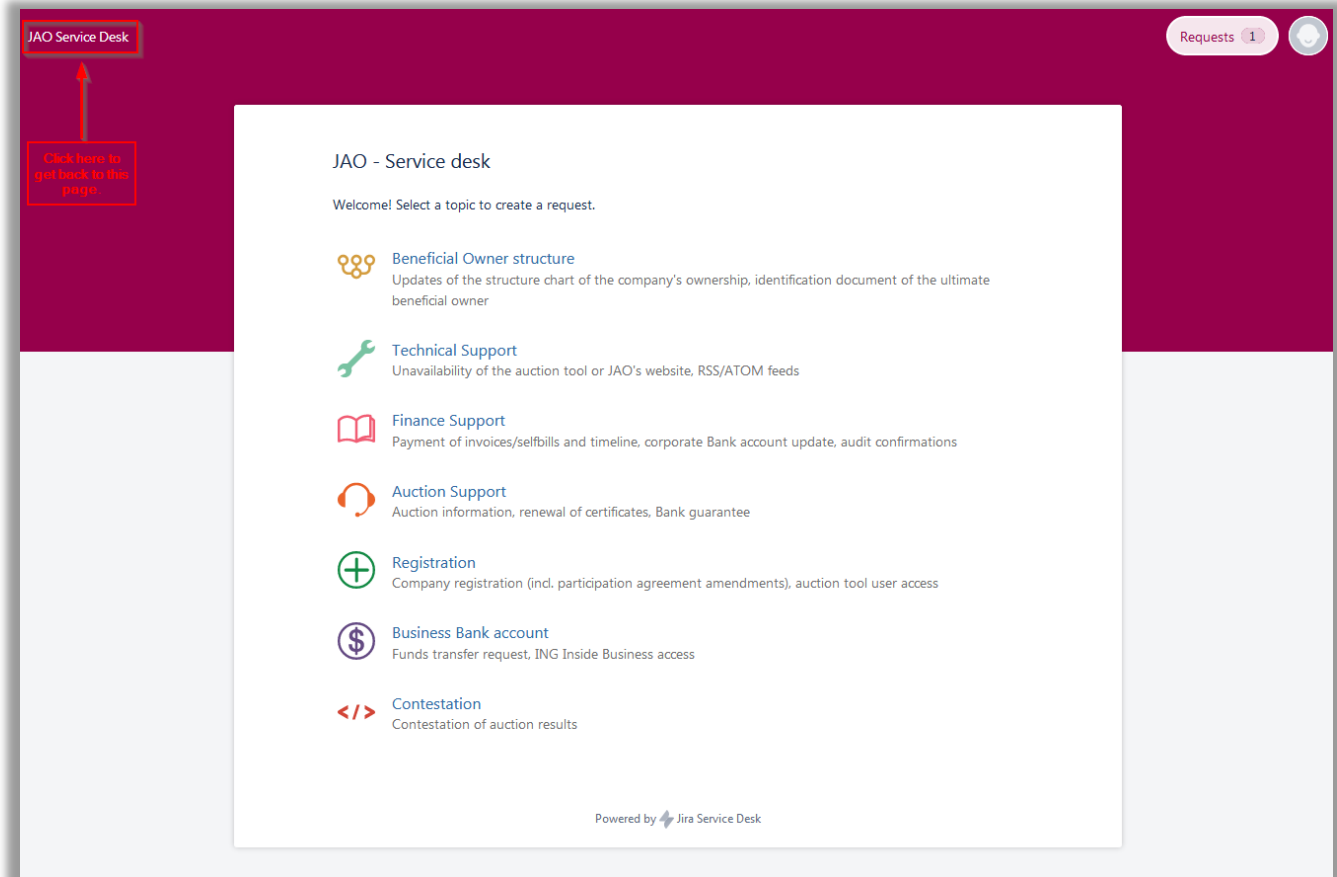 JAO Service Desk
Requests 1
Click here to
get back to this
page.
JAO - Service desk
Welcome! Select a topic to create a request.
Beneficial Owner structure
Updates of the structure chart of the company's ownership, identification document of the ultimate
beneficial owner
Technical Support
Unavailability of the auction tool or JAO's website, RSS/ATOM feeds
Finance Support
Payment of invoices/selfbills and timeline, corporate Bank account update, audit confirmations
Auction Support
Auction information, renewal of certificates, Bank guarantee
Registration
Company registration (incl. participation agreement amendments), auction tool user access
Business Bank account
Funds transfer request, ING Inside Business access
Contestation
Contestation of auction results
Powered by Jira Service Desk